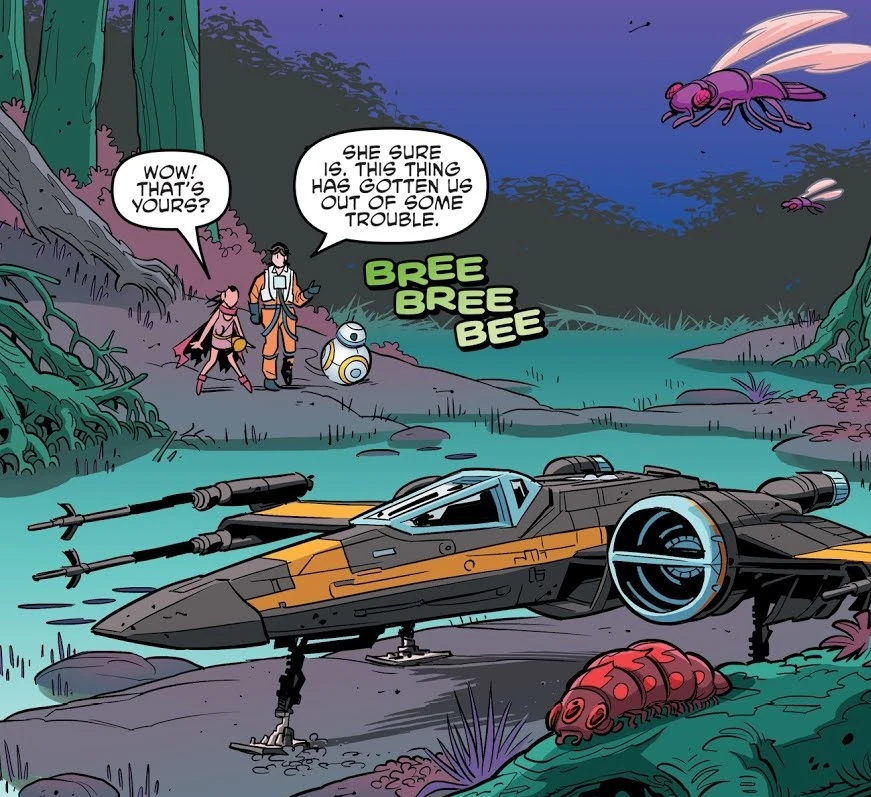 WOW!
THAT'S
YOURS?
SHE SURE
IS. THIS THING
HAS GOTTEN US
OUT OF SOME
TROUBLE.
BREE
BREE
BEE